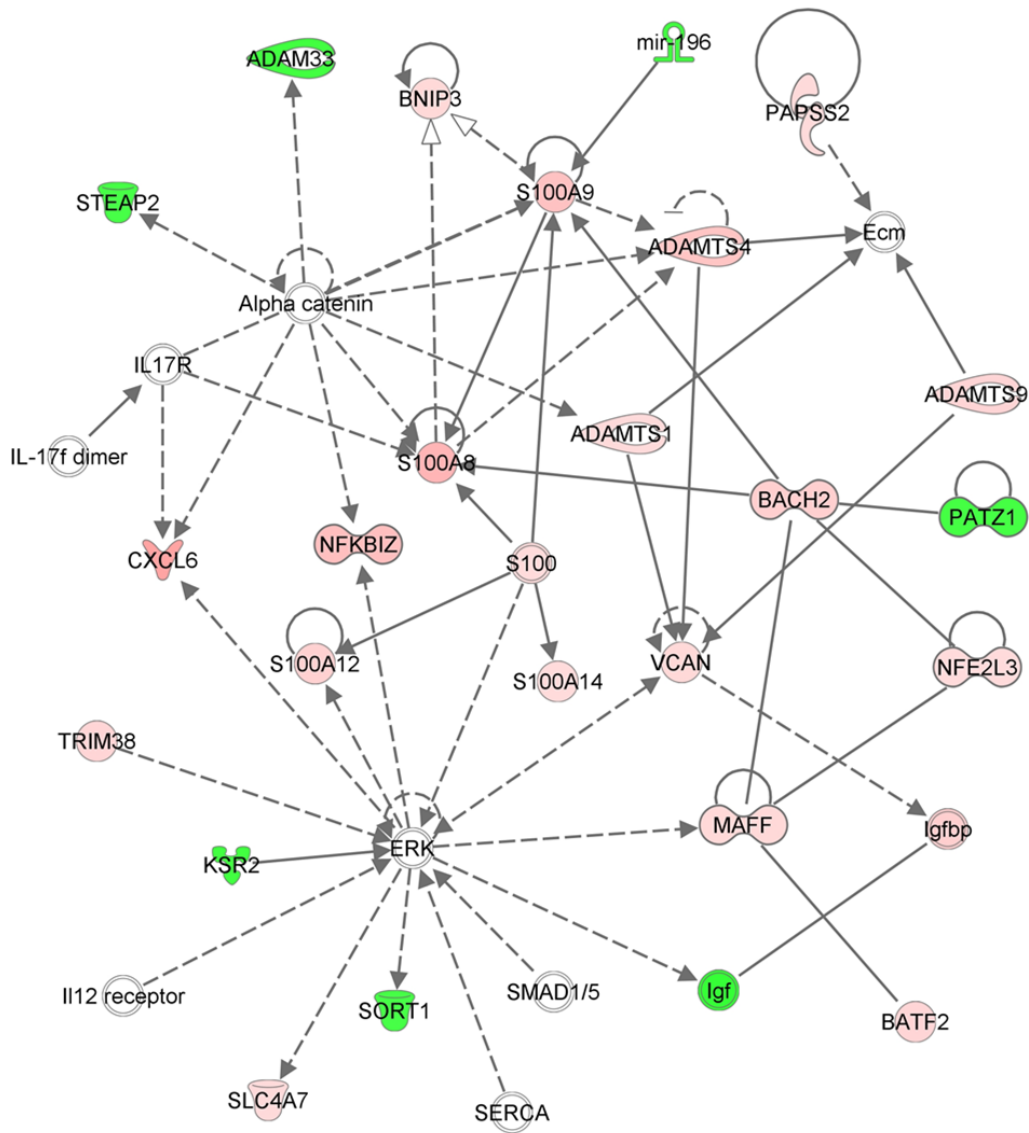 mir-196
ADAM33
BNIP3
PAPSS2
S100A9
STEAP2
Ecm
ADAMTS4
Alpha catenin
IL17R
ADAMTS9
ADAMTS1
IL-17f dimer
S100A8
BACH2
PATZ1
NFKBIZ
CXCL6
S100
S100A12
VCAN
NFE2L3
S100A14
TRIM38
MAFF
Igfbp
ERK
KSR2
Il12 receptor
SMAD1/5
Igf
SORT1
BATF2
SLC4A7
SERCA